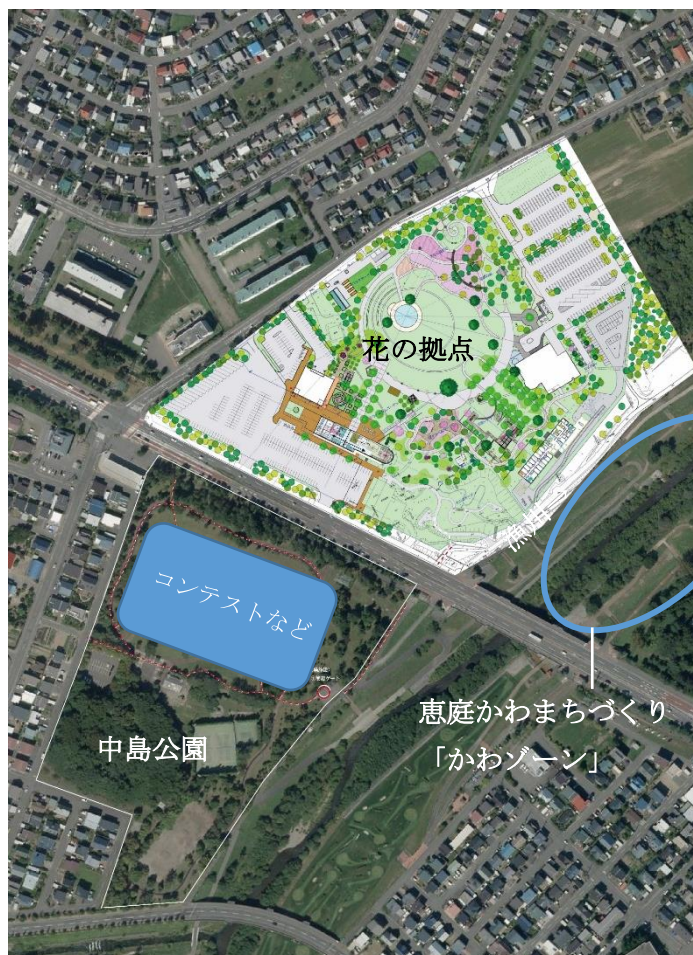 花の拠点
コンテストなど
恵庭かわまちづくり
「かわゾーン」
中島公園